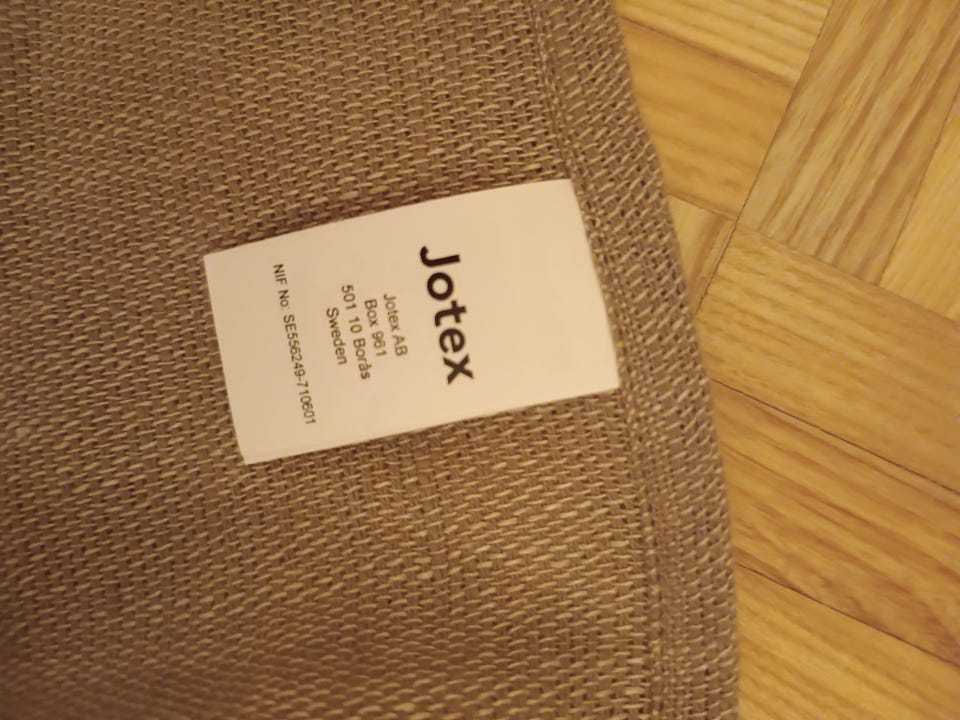 Jotex
Jotex AB
Box 961
501 10 Borås
Sweden
NIF No: SE556249-710601